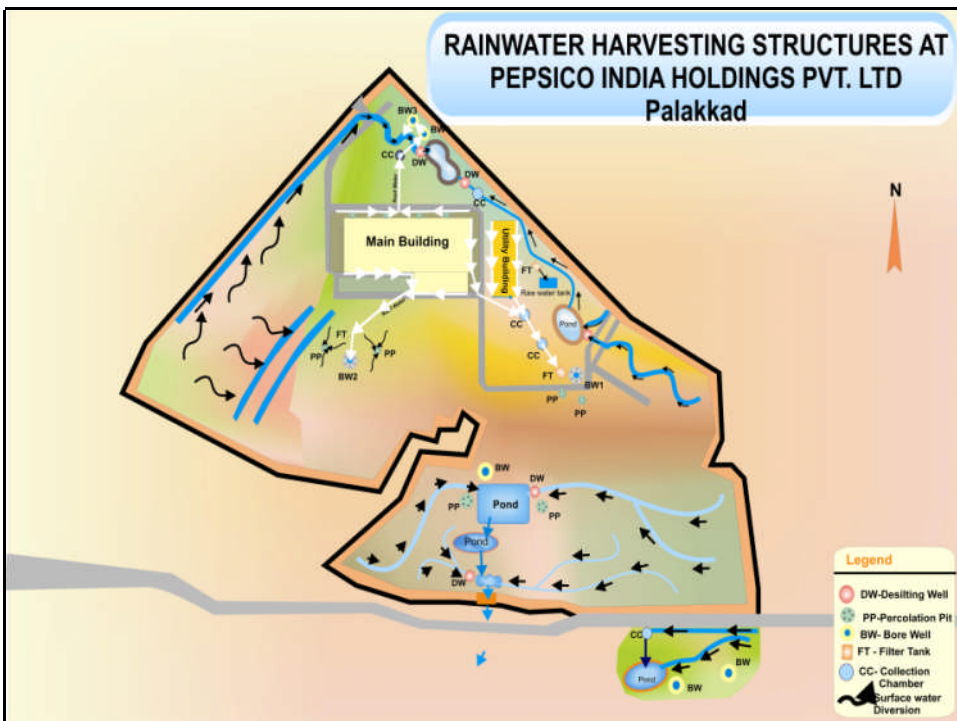 RAINWATER HARVESTING STRUCTURES AT
PEPSICO INDIA HOLDINGS PVT. LTD
Palakkad
BW3
BW
CC
DW
DW
CC
Roof Water
N
Main Building
Utility Building
FT
Raw water tank
Pond
CC
CC
FT
BW1
PP
PP
FT
PP
PP
BW2
BW
DW
PP
Pond
PP
Pond
DW
CC
Pond
BW
BW
Legend
DW-Desilting Well
PP-Percolation Pit
BW- Bore Well
FT - Filter Tank
CC- Collection
Chamber
Surface water
Diversion